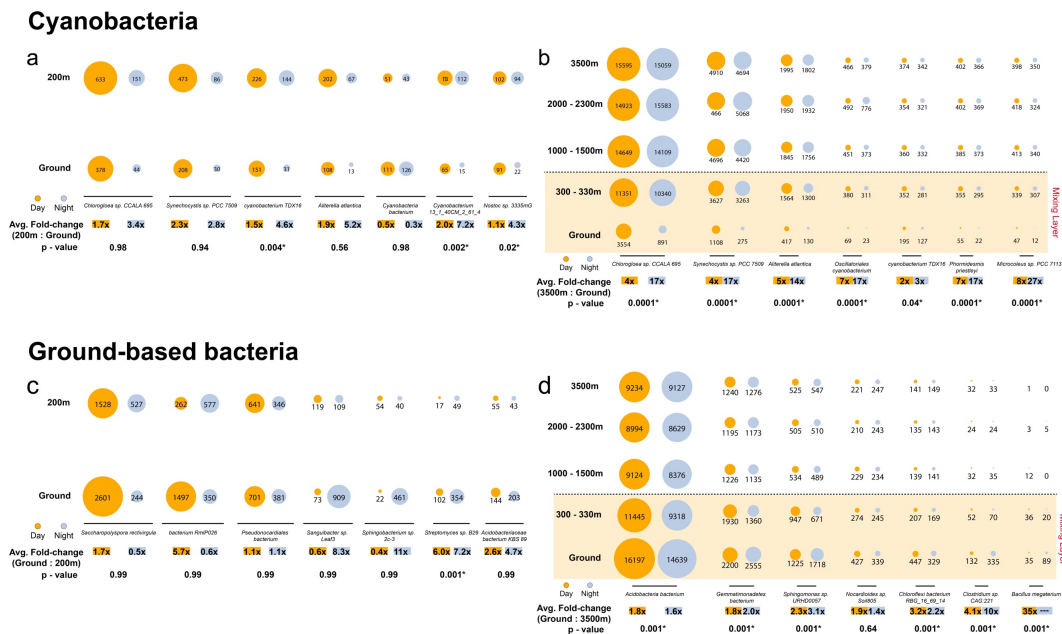 Cyanobacteria
a
200m
633 151 473 86 226 144 202 67 51 43 78 112 102 94
Ground
378 44 208 30 151 31 108 13 111 126 65 15 91 22
Day Night
Chlorogloea sp. CCALA 695 Synechocystis sp. PCC 7509 cyanobacterium TDX16 Aliterella atlantica Cyanobacteria bacterium Cyanobacterium 13_1_40CM_2_61_4 Nostoc sp. 3335mG
Avg. Fold-change (200m : Ground)
1.7x 3.4x 2.3x 2.8x 1.5x 4.6x 1.9x 5.2x 0.5x 0.3x 2.0x 7.2x 1.1x 4.3x
p - value 0.98 0.94 0.004* 0.56 0.98 0.002* 0.02*
b
3500m
15595 15059 4910 4694 1995 1802 466 379 374 342 402 366 398 350
2000 - 2300m
14923 15583 466 5068 1950 1932 492 776 354 321 402 369 418 324
1000 - 1500m
14649 14109 4696 4420 1845 1756 451 373 360 332 385 373 413 340
300 - 330m
11351 10340 3627 3263 1564 1300 380 311 352 281 355 295 339 307
Mixing Layer
Ground
3554 891 1108 275 417 130 69 23 195 127 55 22 47 12
Day Night
Chlorogloea sp. CCALA 695 Synechocystis sp. PCC 7509 Aliterella atlantica Oscillatoriales cyanobacterium cyanobacterium TDX16 Phormidesmis priestleyi Microcoleus sp. PCC 7113
Avg. Fold-change (3500m : Ground)
4x 17x 4x 17x 5x 14x 7x 17x 2x 3x 7x 17x 8x 27x
p - value 0.0001* 0.0001* 0.0001* 0.0001* 0.04* 0.0001* 0.0001*
Ground-based bacteria
c
200m
1528 527 262 577 641 346 119 109 54 40 17 49 55 43
Ground
2601 244 1497 350 701 381 73 909 22 461 102 354 144 203
Day Night
Saccharopolyspora rectivirgula bacterium RmlP026 Pseudonocardiales bacterium Sanguibacter sp. Leaf3 Sphingobacterium sp. 2c-3 Streptomyces sp. B29 Acidobacteriaceae bacterium KBS 89
Avg. Fold-change (Ground : 200m)
1.7x 0.5x 5.7x 0.6x 1.1x 1.1x 0.6x 8.3x 0.4x 11x 6.0x 7.2x 2.6x 4.7x
p - value 0.99 0.99 0.99 0.99 0.99 0.001* 0.99
d
3500m
9234 9127 1240 1276 525 547 221 247 141 149 32 33 1 0
2000 - 2300m
8994 8629 1195 1173 505 510 210 243 135 143 24 24 3 5
1000 - 1500m
9124 8376 1226 1135 534 489 229 234 139 141 32 35 12 0
300 - 330m
11445 9318 1930 1360 947 671 274 245 207 169 52 70 36 20
Layer
Ground
16197 14639 2200 2555 1225 1718 427 339 447 329 132 335 35 89
Day Night
Acidobacteria bacterium Gemmatimonadetes bacterium Sphingomonas sp. URHD0057 Nocardioides sp. Soil805 Chloroflexi bacterium RBG_16_69_14 Clostridium sp. CAG:221 Bacillus megaterium
Avg. Fold-change (Ground : 3500m)
1.8x 1.6x 1.8x 2.0x 2.3x 3.1x 1.9x 1.4x 3.2x 2.2x 4.1x 10x 35x ----
p - value 0.001* 0.001* 0.001* 0.64 0.001* 0.001* 0.001*